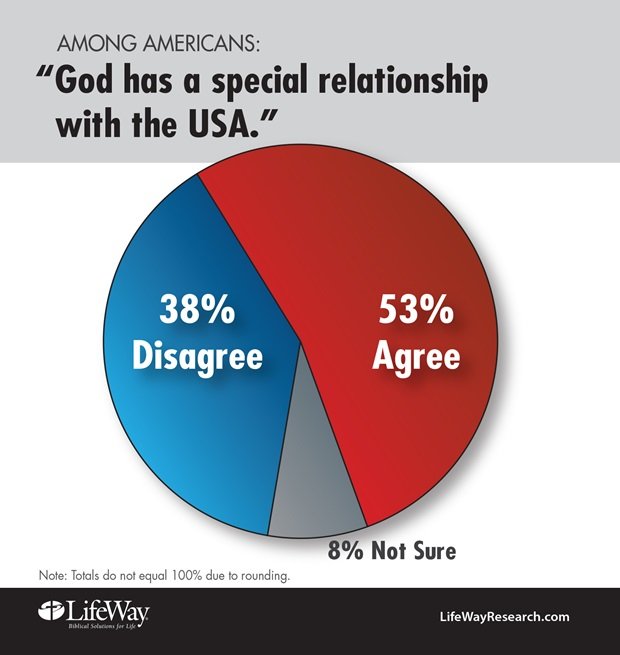 AMONG AMERICANS:
“God has a special relationship
with the USA.”
38%
Disagree
53%
Agree
8% Not Sure
Note: Totals do not equal 100% due to rounding.
LifeWay
Biblical Solutions for Life
LifeWayResearch.com